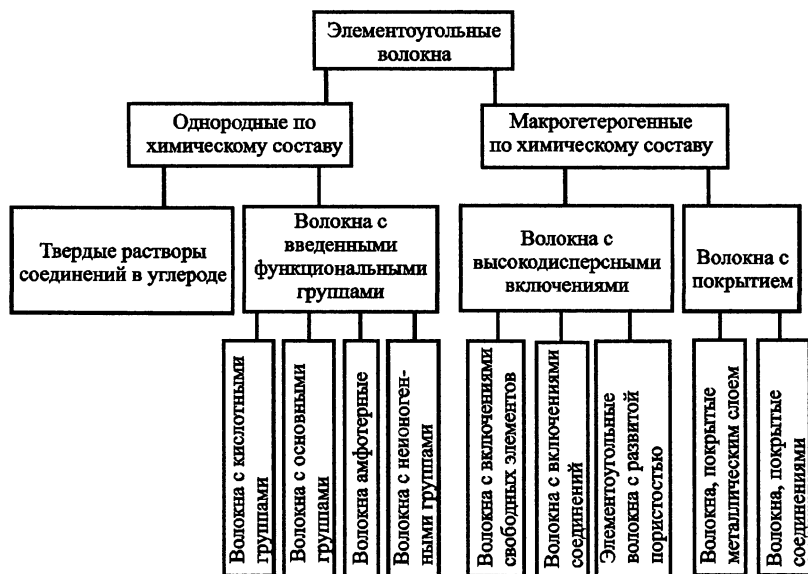 Элементоугольные
волокна
Однородные по
химическому составу
Макрогетерогенные
по химическому составу
Твердые растворы
соединений в углероде
Волокна с
введенными
функциональными
группами
Волокна с
высокодисперсными
включениями
Волокна с
покрытием
Волокна с кислотными
группами
Волокна с основными
группами
Волокна амфотерные
Волокна с неионоген-
ными группами
Волокна с включениями
свободных элементов
Волокна с включениями
соединений
Элементоугольные
волокна с развитой
пористостью
Волокна, покрытые
металлическим слоем
Волокна, покрытые
соединениями